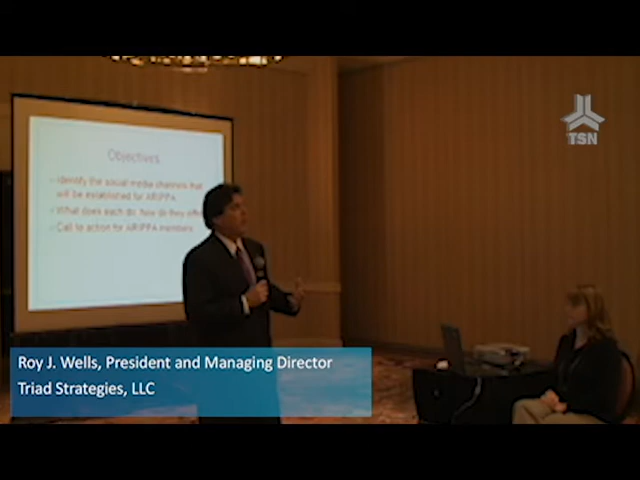 TSN
Objectives
Identify the social media channels that
will be established for ARIPPA
What does each do, how do they
Call to action for ARIPPA members
Roy J. Wells, President and Managing Director
Triad Strategies, LLC